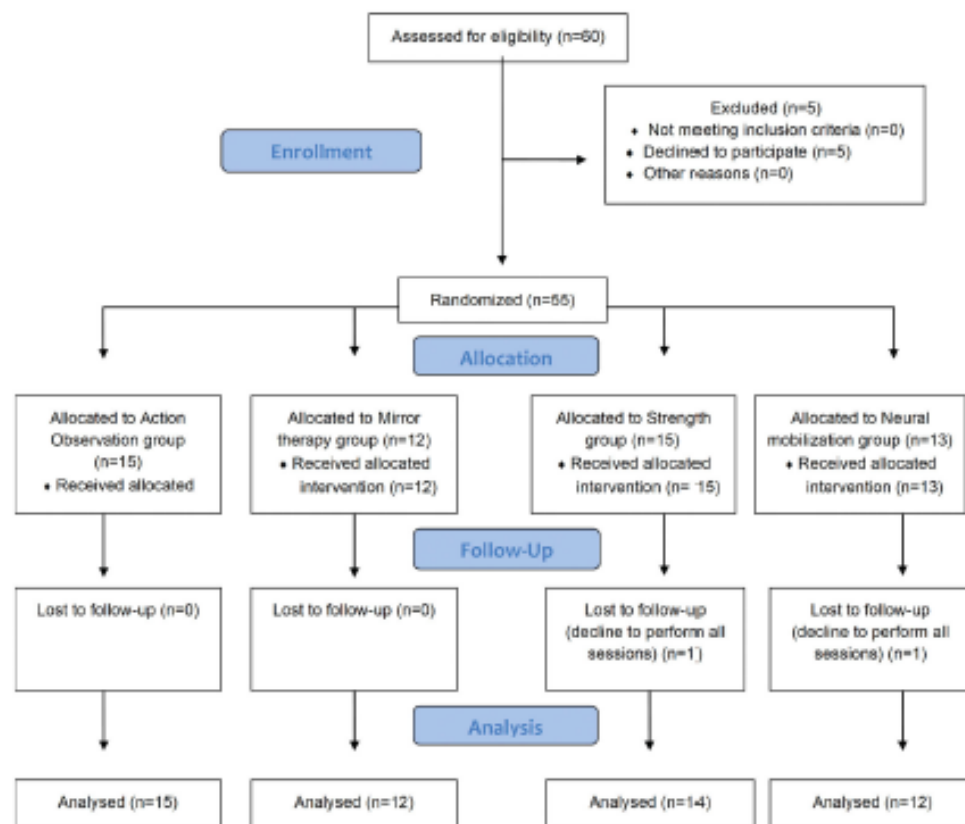 Assessed for eligibility (n=60)
Excluded (n=5)
♦ Not meeting inclusion criteria (n=0)
♦ Declined to participate (n=5)
♦ Other reasons (n=0)
Enrollment
Randomized (n=55)
Allocation
Allocated to Action
Observation group
(n=15)
♦ Received allocated
Allocated to Mirror
therapy group (n=12)
♦ Received allocated
intervention (n=12)
Allocated to Strength
group (n=15)
♦ Received allocated
intervention (n= 15)
Allocated to Neural
mobilization group (n=13)
♦ Received allocated
intervention (n=13)
Follow-Up
Lost to follow-up (n=0)
Lost to follow-up (n=0)
Lost to follow-up
(decline to perform all
sessions) (n=1)
Lost to follow-up
(decline to perform all
sessions) (n=1)
Analysis
Analysed (n=15)
Analysed (n=12)
Analysed (n=14)
Analysed (n=12)